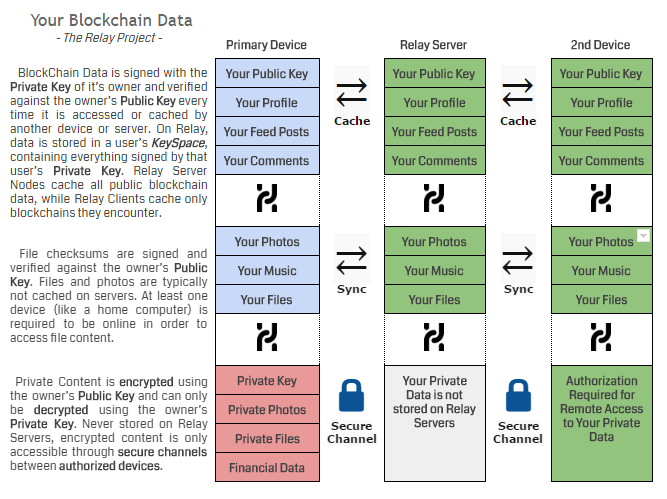 Your Blockchain Data
- The Relay Project -
BlockChain Data is signed with the
Private Key of it's owner and verified
against the owner's Public Key every
time it is accessed or cached by
another device or server. On Relay,
data is stored in a user's KeySpace,
containing everything signed by that
user's Private Key. Relay Server
Nodes cache all public blockchain
data, while Relay Clients cache only
blockchains they encounter.
File checksums are signed and
verified against the owner's Public
Key. Files and photos are typically
not cached on servers. At least one
device (like a home computer) is
required to be online in order to
access file content.
Private Content is encrypted using
the owner's Public Key and can only
be decrypted using the owner's
Private Key. Never stored on Relay
Servers, encrypted content is only
accessible through secure channels
between authorized devices.
Primary Device
Your Public Key
Your Profile
Your Feed Posts
Your Comments
Your Photos
Your Music
Your Files
Private Key
Private Photos
Private Files
Financial Data
Cache
Sync
Secure
Channel
Relay Server
Your Public Key
Your Profile
Your Feed Posts
Your Comments
Your Photos
Your Music
Your Files
Your Private
Data is not
stored on Relay
Servers
Cache
Sync
Secure
Channel
2nd Device
Your Public Key
Your Profile
Your Feed Posts
Your Comments
Your Photos
Your Music
Your Files
Authorization
Required for
Remote Access
to Your Private
Data